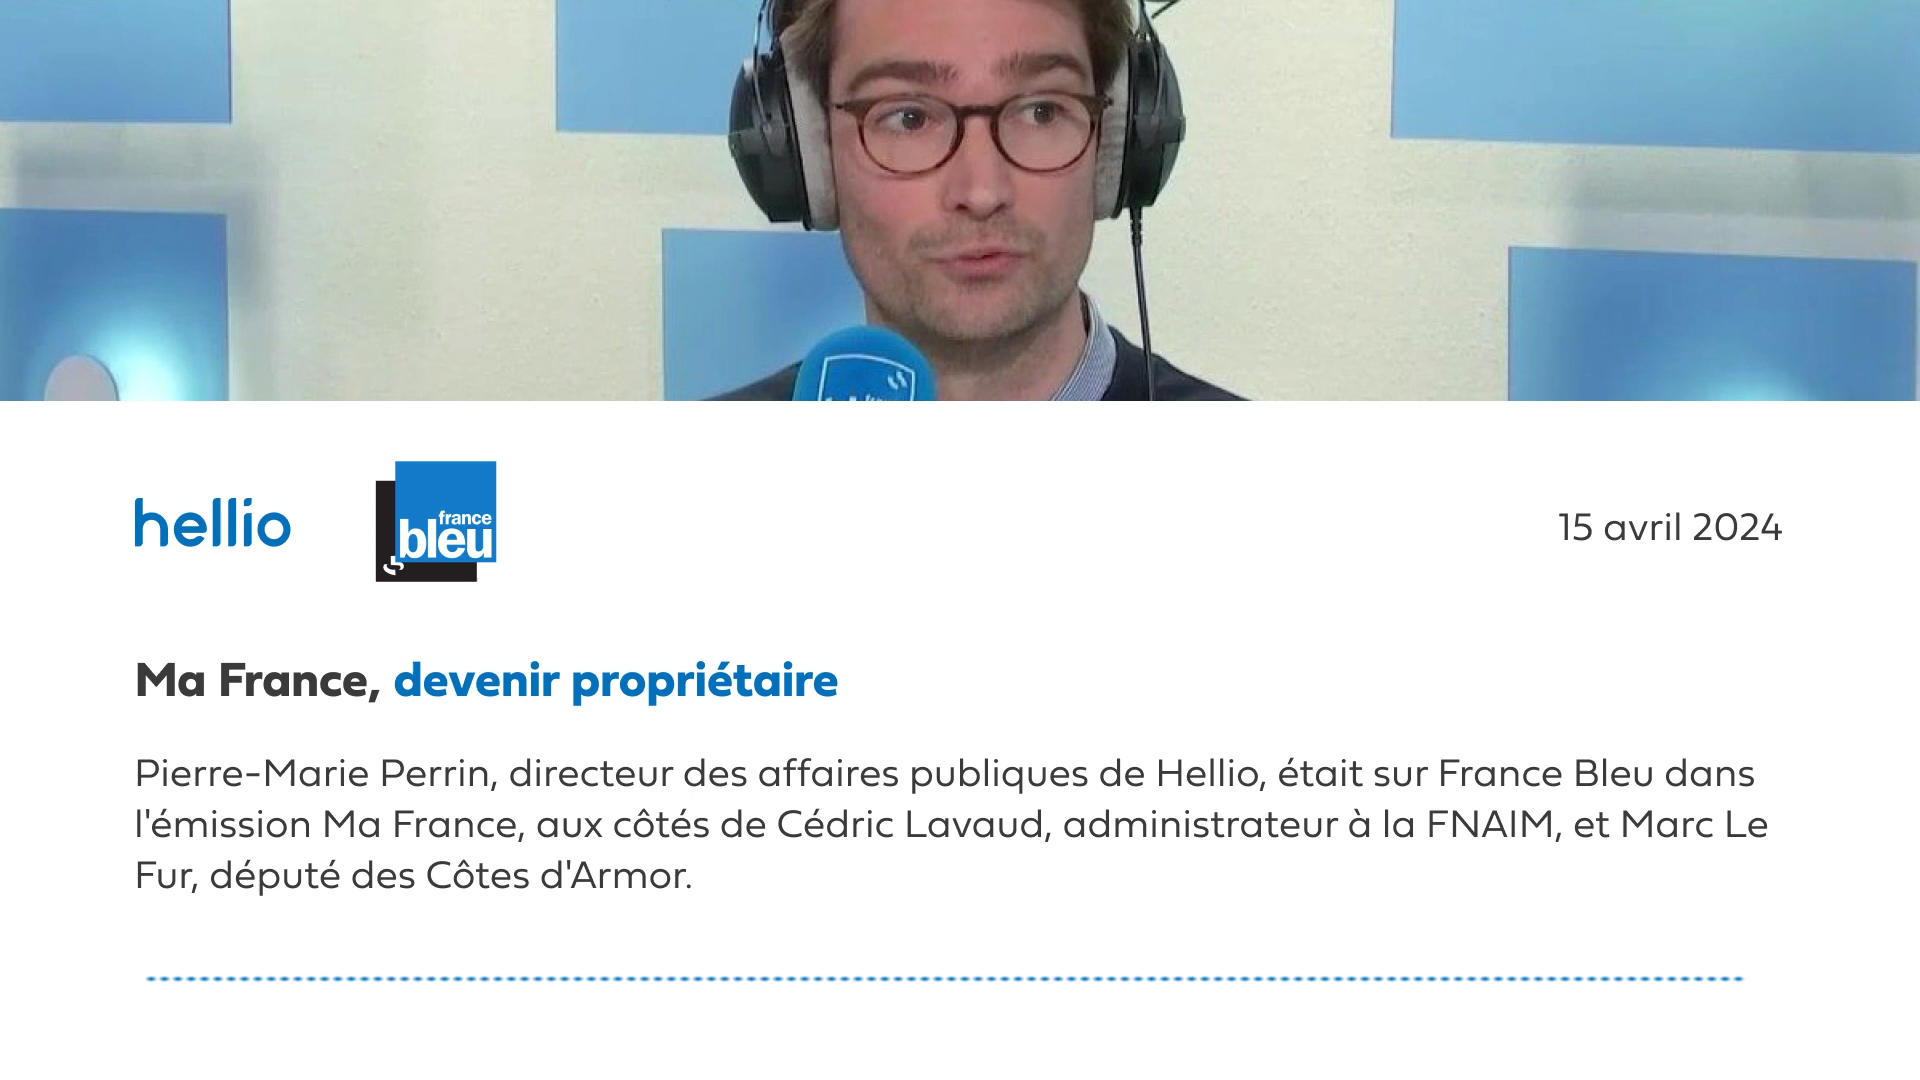 hellio
france
bleu
15 avril 2024
Ma France, devenir propriétaire
Pierre-Marie Perrin, directeur des affaires publiques de Hellio, était sur France Bleu dans
l'émission Ma France, aux côtés de Cédric Lavaud, administrateur à la FNAIM, et Marc Le
Fur, député des Côtes d'Armor.